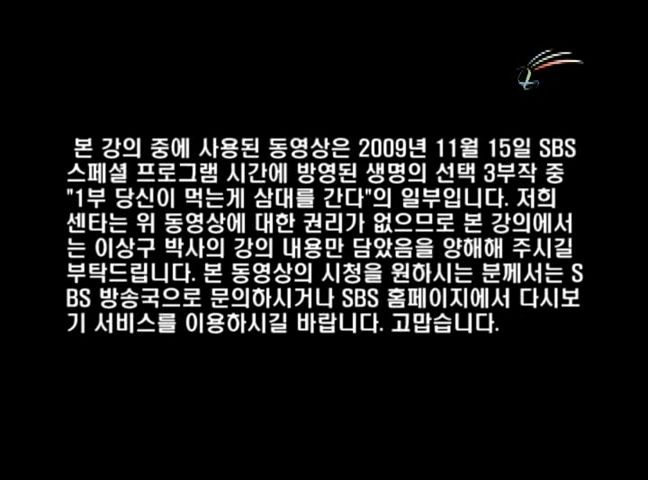 본 강의 중에 사용된 동영상은 2009년 11월 15일 SBS
스페셜 프로그램 시간에 방영된 생명의 선택 3부작 중
"1부 당신이 먹는게 삼대를 간다"의 일부입니다. 저희
센타는 위 동영상에 대한 권리가 없으므로 본 강의에서
는 이상구 박사의 강의 내용만 담았음을 양해해 주시길
부탁드립니다. 본 동영상의 시청을 원하시는 분께서는 S
BS 방송국으로 문의하시거나 SBS 홈페이지에서 다시보
기 서비스를 이용하시길 바랍니다. 고맙습니다.